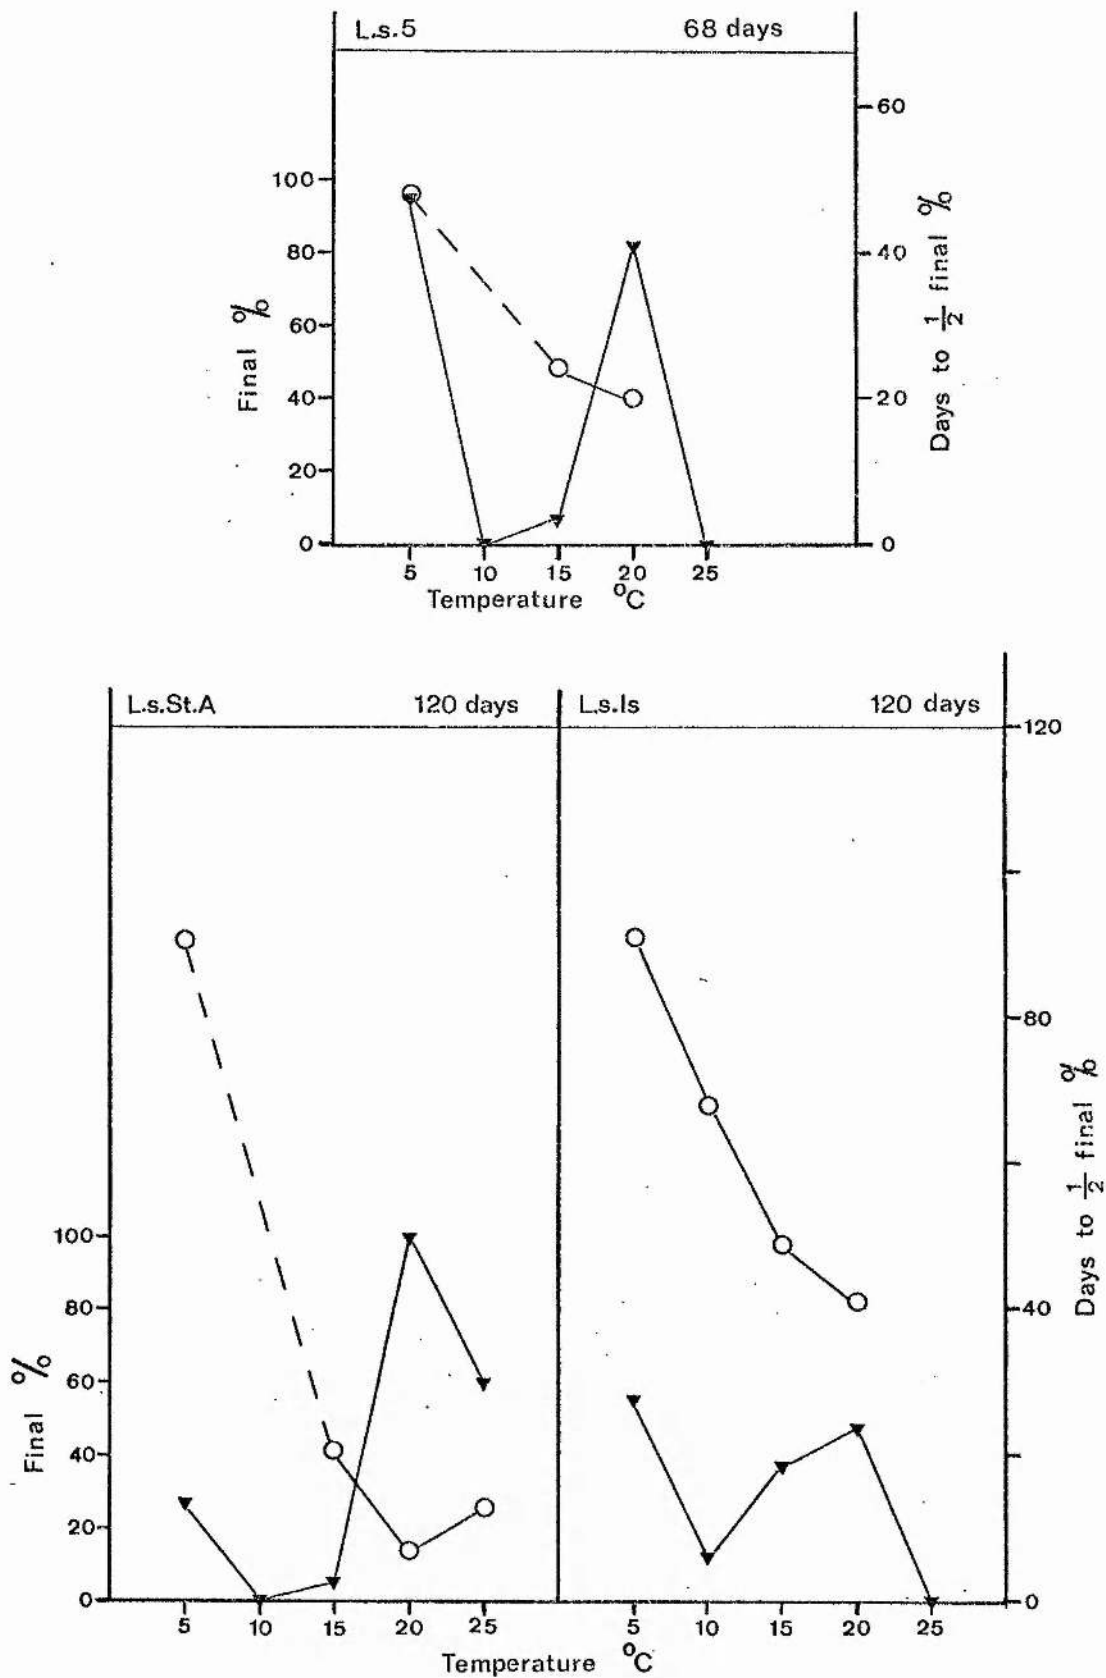 L.s.5 68 days
60
100
80
40
60
40
20
20
0
0
Final %
Days to 1/2 final %
5 10 15 20 25
Temperature °C
L.s.St.A 120 days L.s.Is 120 days
120
80
100
80
40
60
40
20
0
0
Final %
Days to 1/2 final %
5 10 15 20 25 5 10 15 20 25
Temperature °C